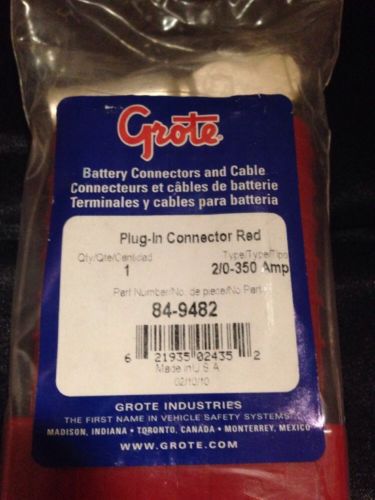 Grote
Battery Connectors and Cable
Connecteurs et câbles de batterie
Terminales y cables para batteria
Plug-In Connector Red
Qty/Qte/Cantidad Type/Type/Tipo
1 2/0-350 Amp
Part Number/No. de piece/No Part
84-9482
6 21935 02435 2
Made in U.S.A
02/10/10
GROTE INDUSTRIES
THE FIRST NAME IN VEHICLE SAFETY SYSTEMS
MADISON, INDIANA • TORONTO, CANADA • MONTERREY, MEXICO
WWW.GROTE.COM